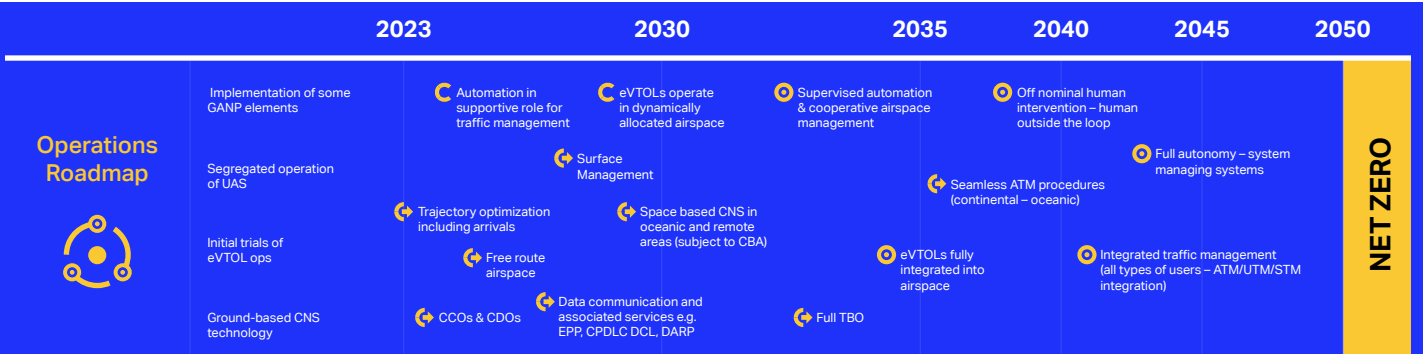 2023
2030
2035
2040
2045
2050
Operations
Roadmap
Implementation of some
GANP elements
Segregated operation
of UAS
Initial trials of
eVTOL ops
Ground-based CNS
technology
Automation in
supportive role for
traffic management
eVTOLs operate
in dynamically
allocated airspace
Supervised automation
& cooperative airspace
management
Off nominal human
intervention – human
outside the loop
Surface
Management
Full autonomy – system
managing systems
Seamless ATM procedures
(continental – oceanic)
Trajectory optimization
including arrivals
Space based CNS in
oceanic and remote
areas (subject to CBA)
Free route
airspace
eVTOLs fully
integrated into
airspace
Integrated traffic management
(all types of users – ATM/UTM/STM
integration)
CCOs & CDOs
Data communication and
associated services e.g.
EPP, CPDLC DCL, DARP
Full TBO
NET ZERO